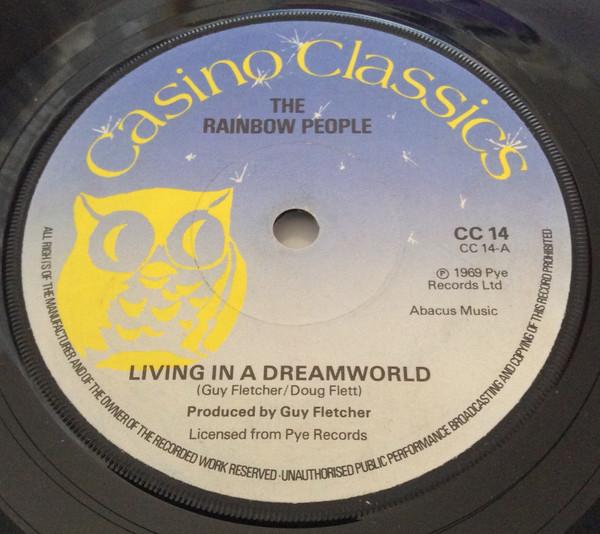 Casino Classics
THE
RAINBOW PEOPLE
CC 14
CC 14-A
Ⓟ 1969 Pye
Records Ltd
Abacus Music
LIVING IN A DREAMWORLD
(Guy Fletcher/Doug Flett)
Produced by Guy Fletcher
Licensed from Pye Records
ALL RIGHTS OF THE MANUFACTURER AND OF THE OWNER OF THE RECORDED WORK RESERVED · UNAUTHORISED PUBLIC PERFORMANCE BROADCASTING AND COPYING OF THIS RECORD PROHIBITED